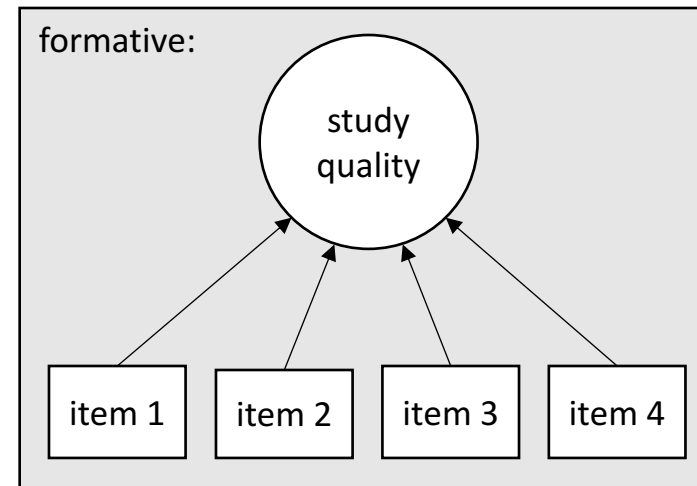 formative:
study
quality
item 1
item 2
item 3
item 4